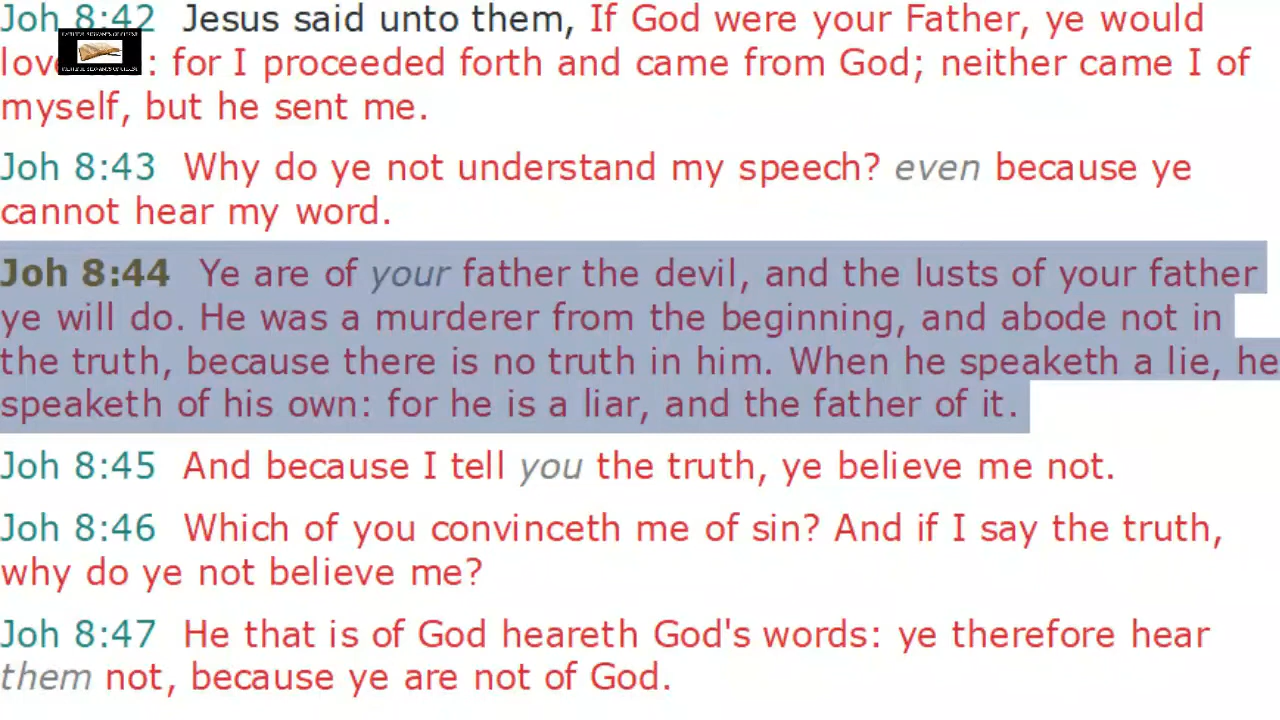 Joh 8:42 Jesus said unto them, If God were your Father, ye would
FAITHFUL SERVANTS OF CHRIST
FAITHFUL SERVANTS OF CHRIST
: for I proceeded forth and came from God; neither came I of
myself, but he sent me.
Joh 8:43 Why do ye not understand my speech? even because ye
cannot hear my word.
Joh 8:44 Ye are of your father the devil, and the lusts of your father
ye will do. He was a murderer from the beginning, and abode not in
the truth, because there is no truth in him. When he speaketh a lie, he
speaketh of his own: for he is a liar, and the father of it.
Joh 8:45 And because I tell you the truth, ye believe me not.
Joh 8:46 Which of you convinceth me of sin? And if I say the truth,
why do ye not believe me?
Joh 8:47 He that is of God heareth God's words: ye therefore hear
them not, because ye are not of God.